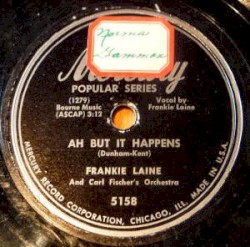 Norma
Mercury
POPULAR SERIES
(1279)
Bourne Music
(ASCAP) 3:12
Vocal by
Frankie Laine
AH BUT IT HAPPENS
(Dunham-Kent)
FRANKIE LAINE
And Carl Fischer's Orchestra
5158
MERCURY RECORD CORPORATION, CHICAGO, ILL. MADE IN U.S.A.